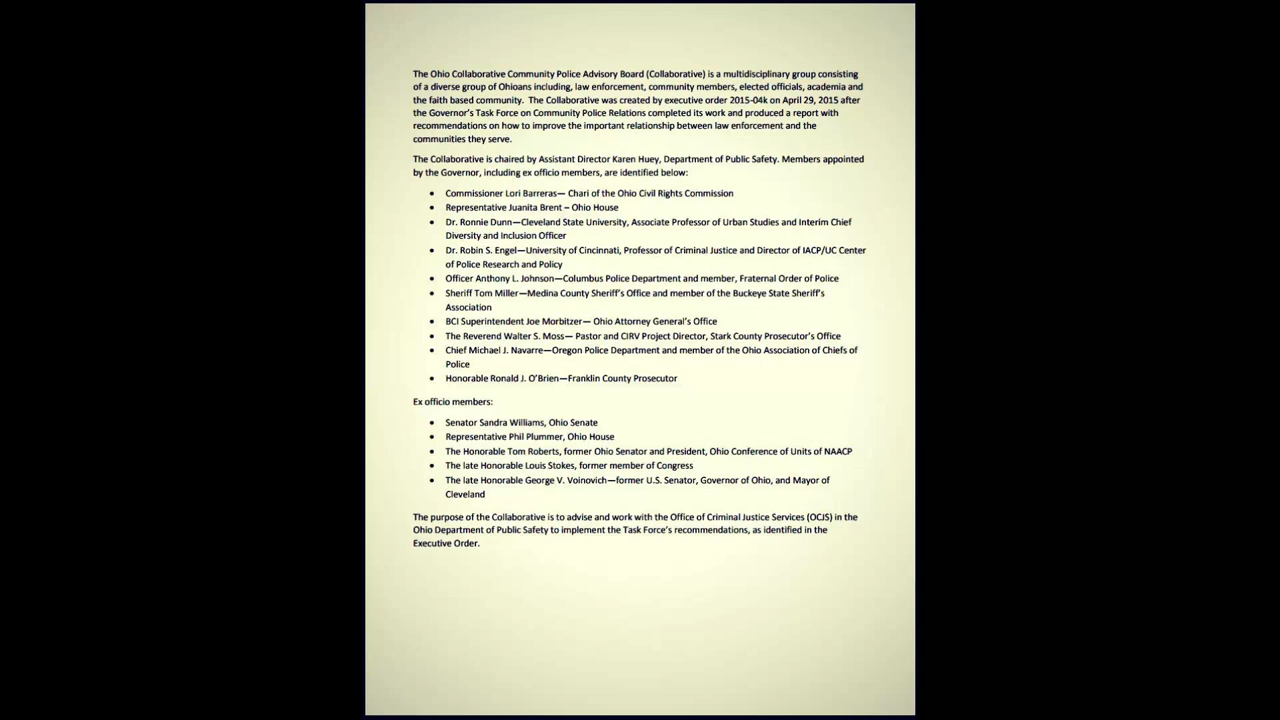 The Ohio Collaborative Community Police Advisory Board (Collaborative) is a multidisciplinary group consisting
of a diverse group of Ohioans including, law enforcement, community members, elected officials, academia and
the faith based community. The Collaborative was created by executive order 2015-04k on April 29, 2015 after
the Governor's Task Force on Community Police Relations completed its work and produced a report with
recommendations on how to improve the important relationship between law enforcement and the
communities they serve.
The Collaborative is chaired by Assistant Director Karen Huey, Department of Public Safety. Members appointed
by the Governor, including ex officio members, are identified below:
• Commissioner Lori Barreras— Chari of the Ohio Civil Rights Commission
• Representative Juanita Brent – Ohio House
• Dr. Ronnie Dunn—Cleveland State University, Associate Professor of Urban Studies and Interim Chief
Diversity and Inclusion Officer
• Dr. Robin S. Engel—University of Cincinnati, Professor of Criminal Justice and Director of IACP/UC Center
of Police Research and Policy
• Officer Anthony L. Johnson—Columbus Police Department and member, Fraternal Order of Police
• Sheriff Tom Miller—Medina County Sheriff's Office and member of the Buckeye State Sheriff's
Association
• BCI Superintendent Joe Morbitzer— Ohio Attorney General's Office
• The Reverend Walter S. Moss— Pastor and CIRV Project Director, Stark County Prosecutor's Office
• Chief Michael J. Navarre—Oregon Police Department and member of the Ohio Association of Chiefs of
Police
• Honorable Ronald J. O'Brien—Franklin County Prosecutor
Ex officio members:
• Senator Sandra Williams, Ohio Senate
• Representative Phil Plummer, Ohio House
• The Honorable Tom Roberts, former Ohio Senator and President, Ohio Conference of Units of NAACP
• The late Honorable Louis Stokes, former member of Congress
• The late Honorable George V. Voinovich—former U.S. Senator, Governor of Ohio, and Mayor of
Cleveland
The purpose of the Collaborative is to advise and work with the Office of Criminal Justice Services (OCJS) in the
Ohio Department of Public Safety to implement the Task Force's recommendations, as identified in the
Executive Order.